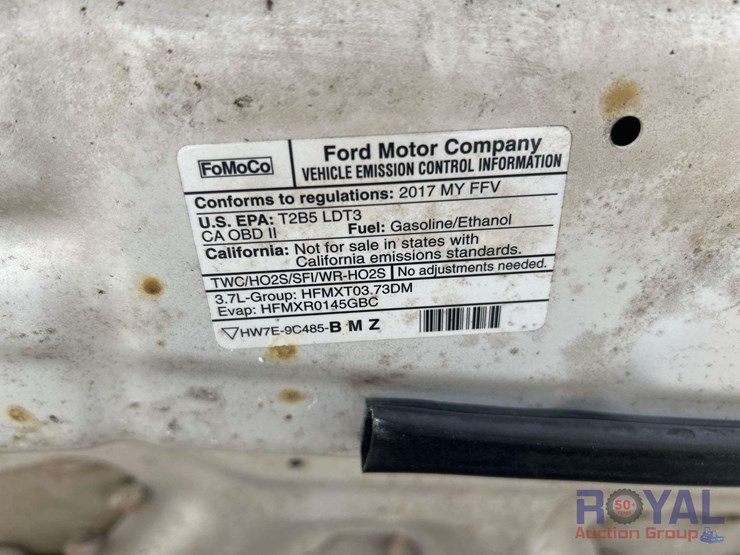 FoMoCo
Ford Motor Company
VEHICLE EMISSION CONTROL INFORMATION
Conforms to regulations: 2017 MY FFV
U.S. EPA: T2B5 LDT3
CA OBD II Fuel: Gasoline/Ethanol
California: Not for sale in states with
California emissions standards.
TWC/HO2S/SFI/WR-HO2S No adjustments needed.
3.7L-Group: HFMXT03.73DM
Evap: HFMXR0145GBC
HW7E-9C485-B M Z
ROYAL
50+
Auction Group